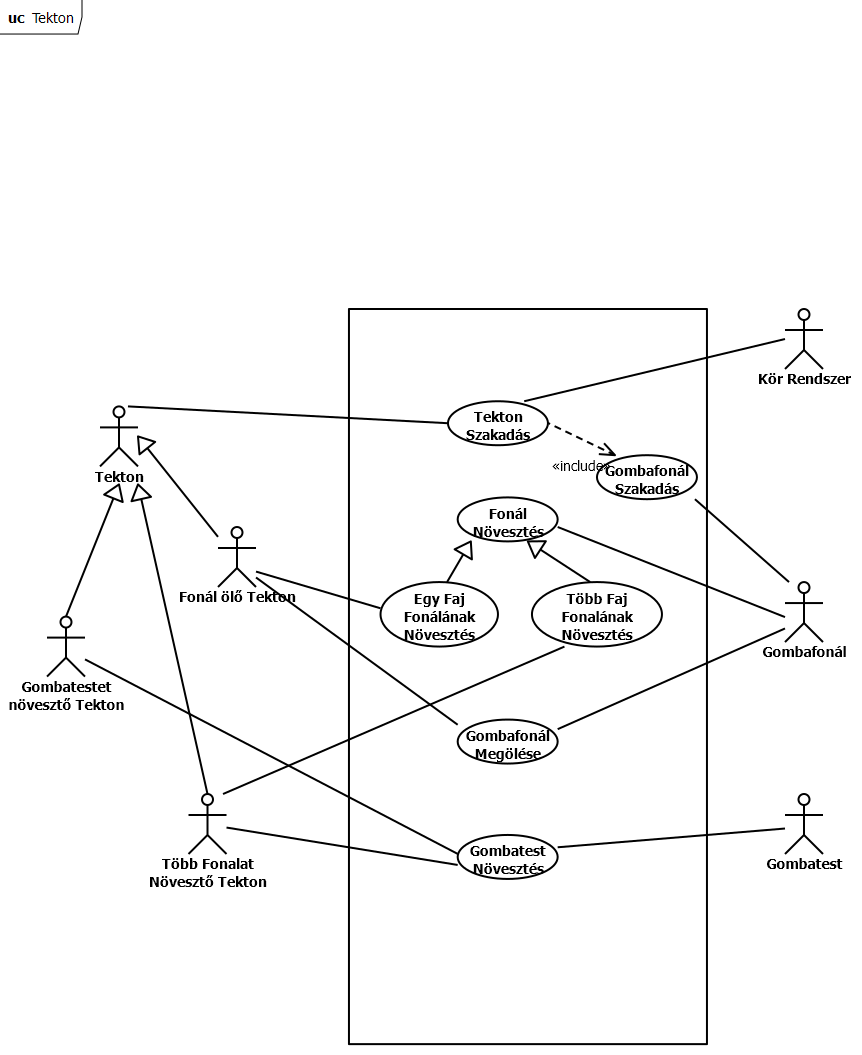 uc Tekton
Kör Rendszer
Tekton
Szakadás
«include»
Gombafonál
Szakadás
Tekton
Fonál
Növesztés
Fonál ölő Tekton
Egy Faj
Fonálának
Növesztés
Több Faj
Fonalának
Növesztés
Gombafonál
Gombatestet
növesztő Tekton
Gombafonál
Megölése
Több Fonalat
Növesztő Tekton
Gombatest
Növesztés
Gombatest